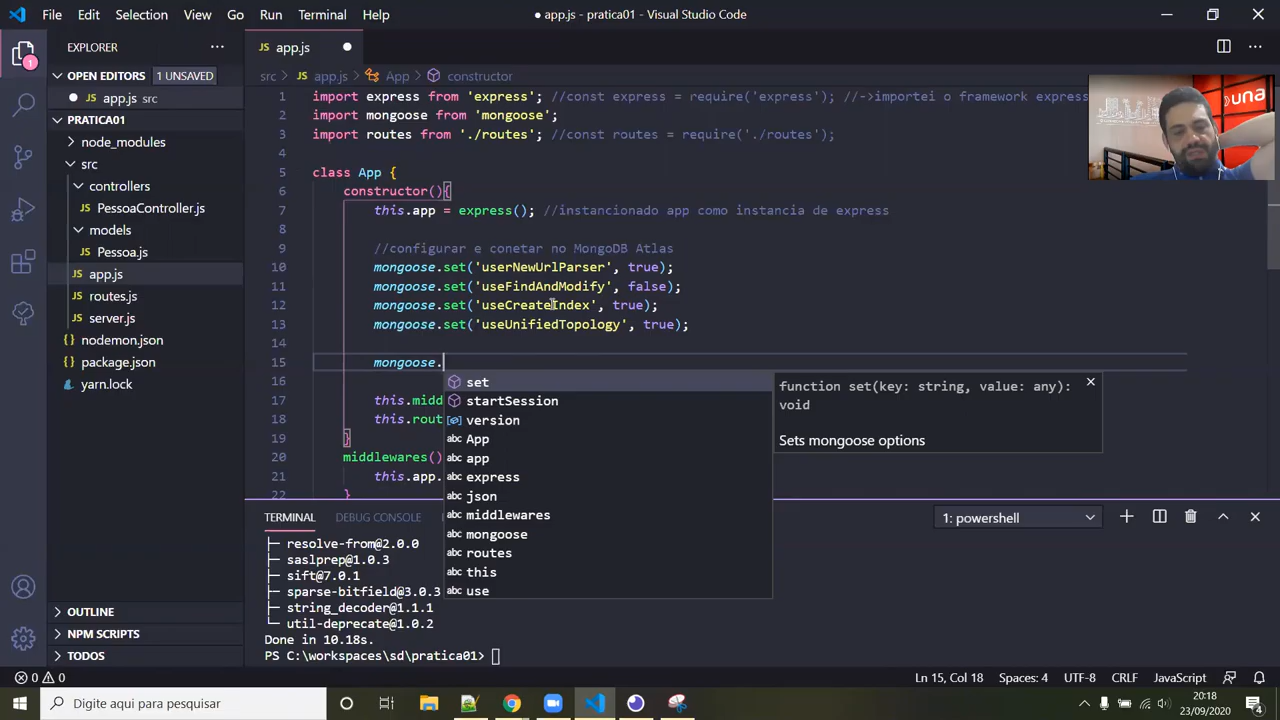 File Edit Selection View Go Run Terminal Help
● app.js - pratica01 - Visual Studio Code
EXPLORER
OPEN EDITORS 1 UNSAVED
● JS app.js src
PRATICA01
node_modules
src
controllers
JS PessoaController.js
models
JS Pessoa.js
JS app.js
JS routes.js
JS server.js
nodemon.json
package.json
yarn.lock
OUTLINE
NPM SCRIPTS
TODOS
1
JS app.js ●
src > JS app.js > App > constructor
1 import express from 'express'; //const express = require('express'); //->importei o framework express
2 import mongoose from 'mongoose';
3 import routes from './routes'; //const routes = require('./routes');
4
5 class App {
6 constructor(){
7 this.app = express(); //instancionado app como instancia de express
8
9 //configurar e conetar no MongoDB Atlas
10 mongoose.set('userNewUrlParser', true);
11 mongoose.set('useFindAndModify', false);
12 mongoose.set('useCreateIndex', true);
13 mongoose.set('useUnifiedTopology', true);
14
15 mongoose.
16
17 this.midd
18 this.rout
19 }
20 middlewares()
21 this.app.
22 }
set
startSession
version
abc App
abc app
abc express
abc json
abc middlewares
abc mongoose
abc routes
abc this
abc use
function set(key: string, value: any):
void
Sets mongoose options
una
TERMINAL DEBUG CONSOLE
1: powershell
├─ resolve-from@2.0.0
├─ saslprep@1.0.3
├─ sift@7.0.1
├─ sparse-bitfield@3.0.3
├─ string_decoder@1.1.1
└─ util-deprecate@1.0.2
Done in 10.18s.
PS C:\workspaces\sd\pratica01>
0 0
Ln 15, Col 18 Spaces: 4 UTF-8 CRLF JavaScript
Digite aqui para pesquisar
20:18
23/09/2020
4